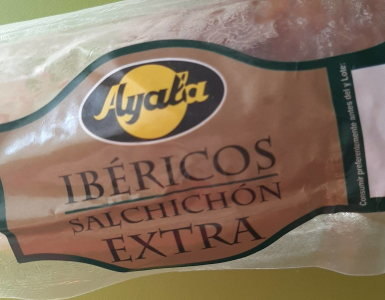 Ayala
IBÉRICOS
SALCHICHÓN
EXTRA
Consumir preferentemente antes del y Lote: